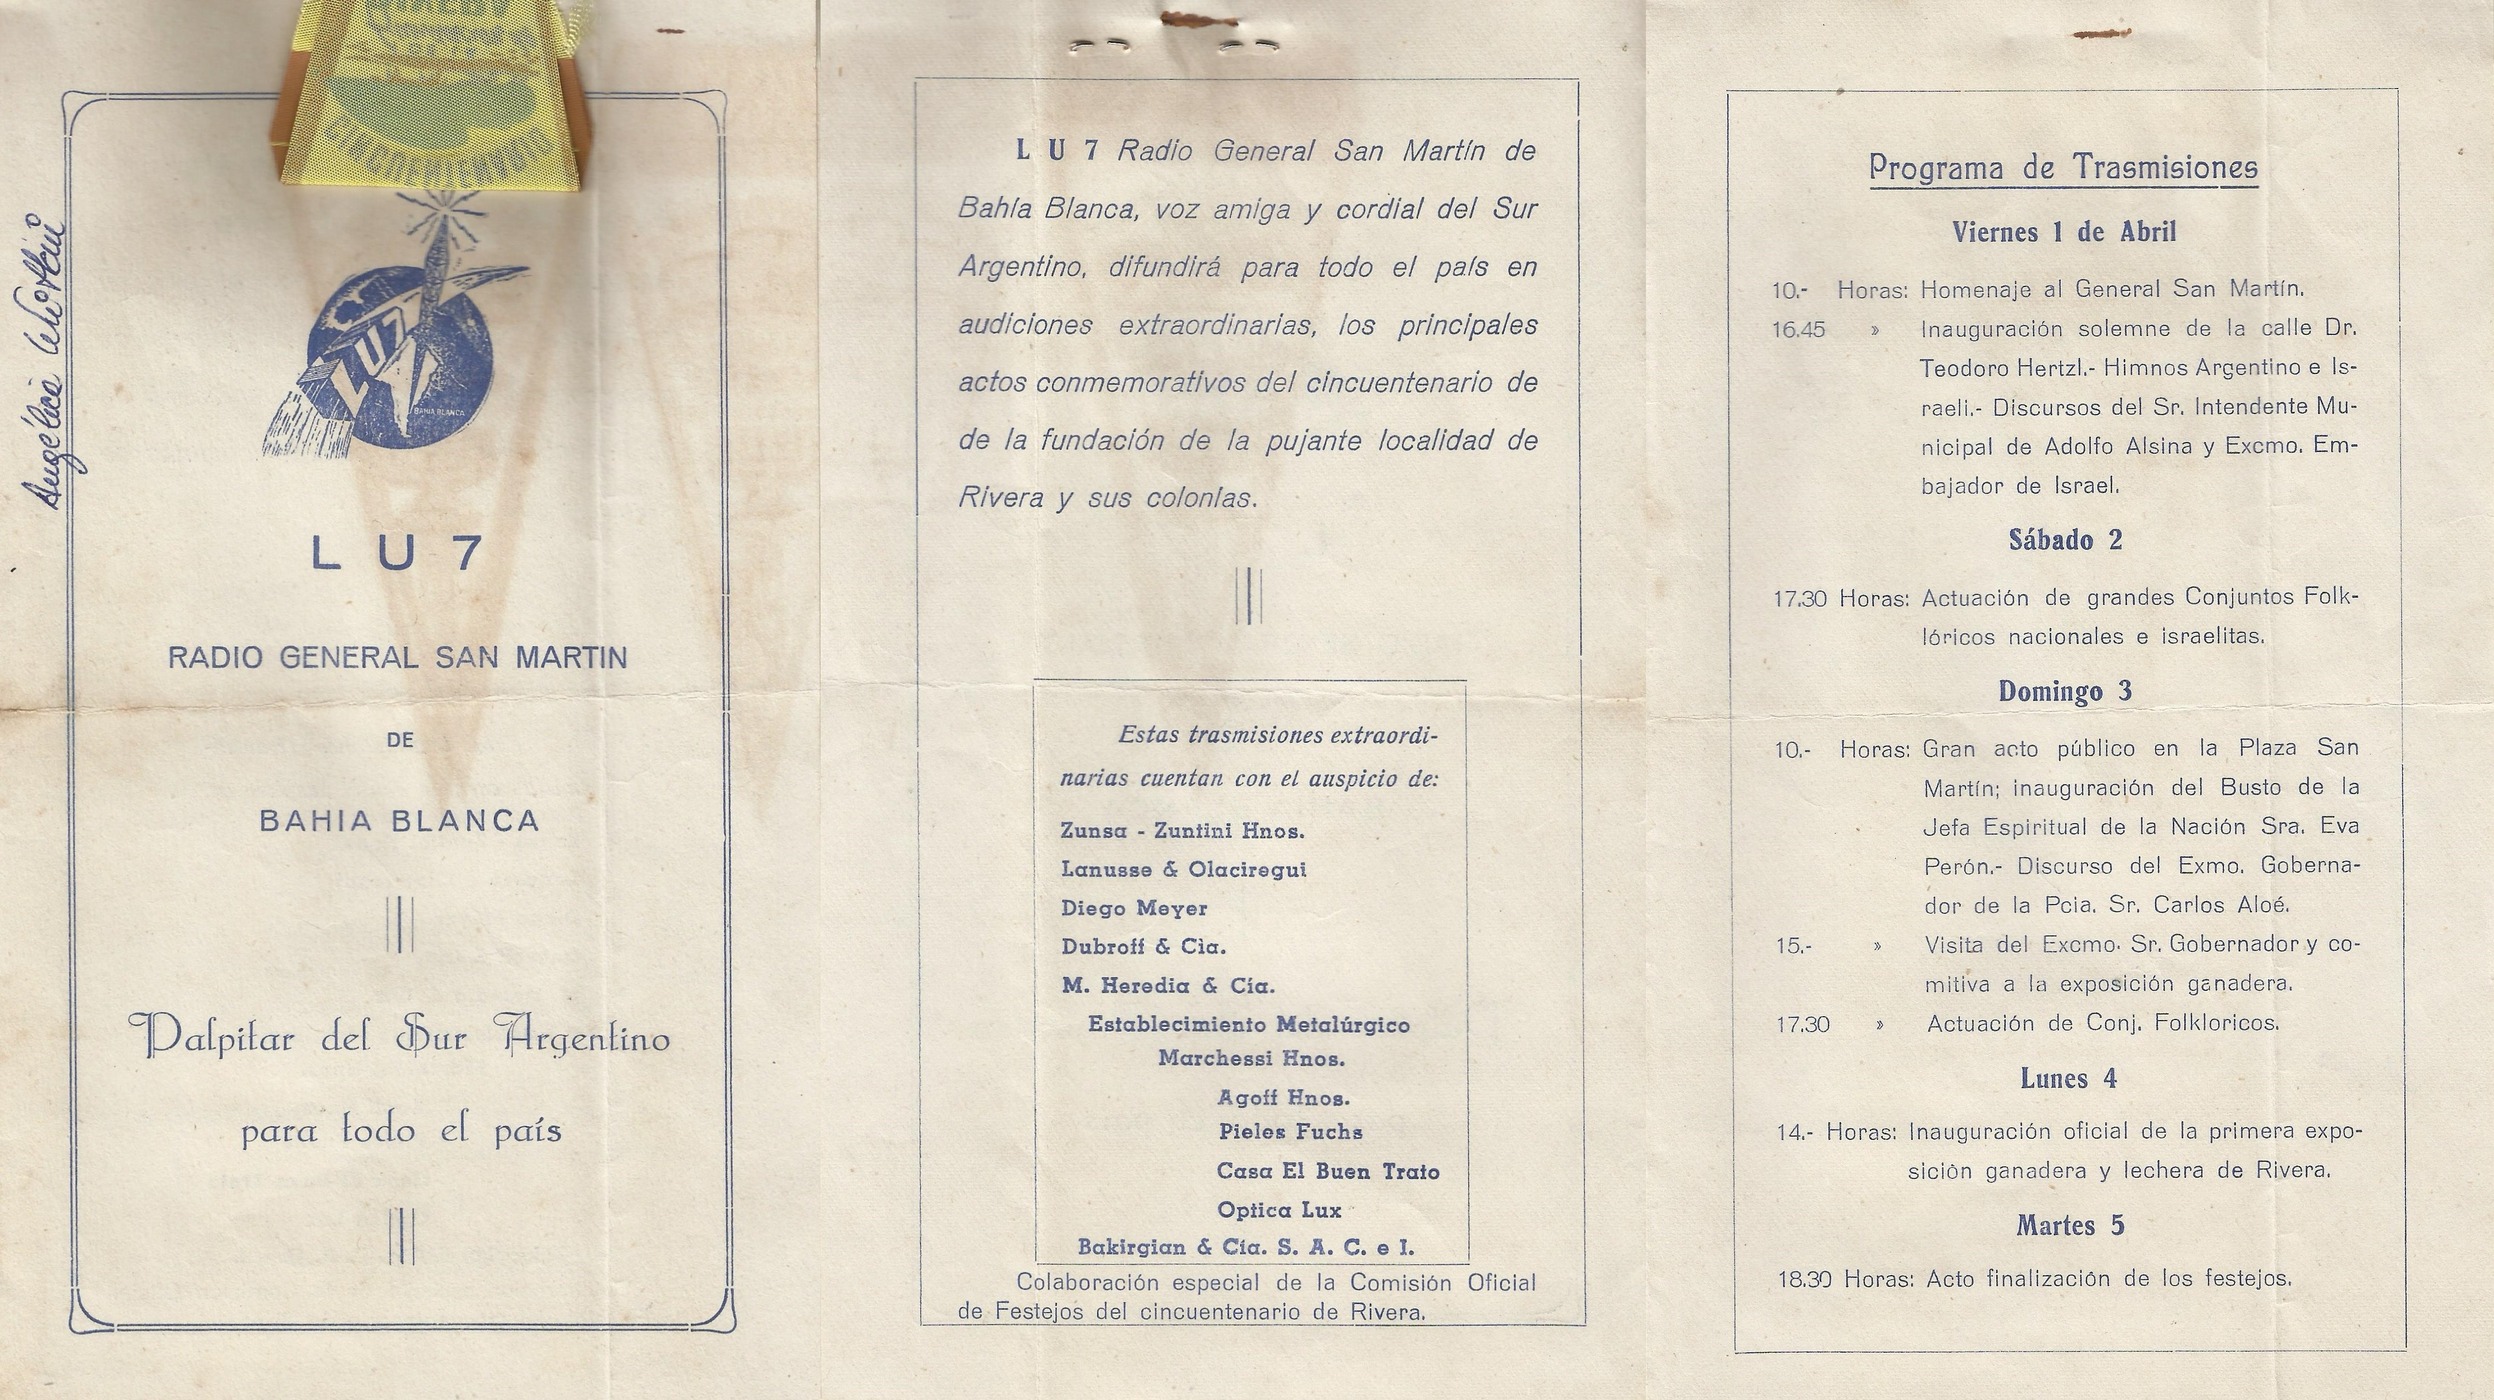 CINCUENTENARIO
Angélica
LU7
BAHIA BLANCA
L U 7
RADIO GENERAL SAN MARTIN
DE
BAHIA BLANCA
Palpitar del Sur Argentino
para todo el país
L U 7 Radio General San Martín de
Bahía Blanca, voz amiga y cordial del Sur
Argentino, difundirá para todo el país en
audiciones extraordinarias, los principales
actos conmemorativos del cincuentenario de
de la fundación de la pujante localidad de
Rivera y sus colonias.
Estas trasmisiones extraordi-
narias cuentan con el auspicio de:
Zunsa - Zuntini Hnos.
Lanusse & Olaciregui
Diego Meyer
Dubroff & Cia.
M. Heredia & Cía.
Establecimiento Metalúrgico
Marchessi Hnos.
Agoff Hnos.
Pieles Fuchs
Casa El Buen Trato
Optica Lux
Bakirgian & Cía. S. A. C. e I.
Colaboración especial de la Comisión Oficial
de Festejos del cincuentenario de Rivera.
Programa de Trasmisiones
Viernes 1 de Abril
10.- Horas: Homenaje al General San Martín.
16.45 » Inauguración solemne de la calle Dr.
Teodoro Hertzl.- Himnos Argentino e Is-
raeli.- Discursos del Sr. Intendente Mu-
nicipal de Adolfo Alsina y Excmo. Em-
bajador de Israel.
Sábado 2
17.30 Horas: Actuación de grandes Conjuntos Folk-
lóricos nacionales e israelitas.
Domingo 3
10.- Horas: Gran acto público en la Plaza San
Martín; inauguración del Busto de la
Jefa Espiritual de la Nación Sra. Eva
Perón.- Discurso del Exmo. Goberna-
dor de la Pcia. Sr. Carlos Aloé.
15.- » Visita del Excmo. Sr. Gobernador y co-
mitiva a la exposición ganadera.
17.30 » Actuación de Conj. Folkloricos.
Lunes 4
14.- Horas: Inauguración oficial de la primera expo-
sición ganadera y lechera de Rivera.
Martes 5
18.30 Horas: Acto finalización de los festejos.